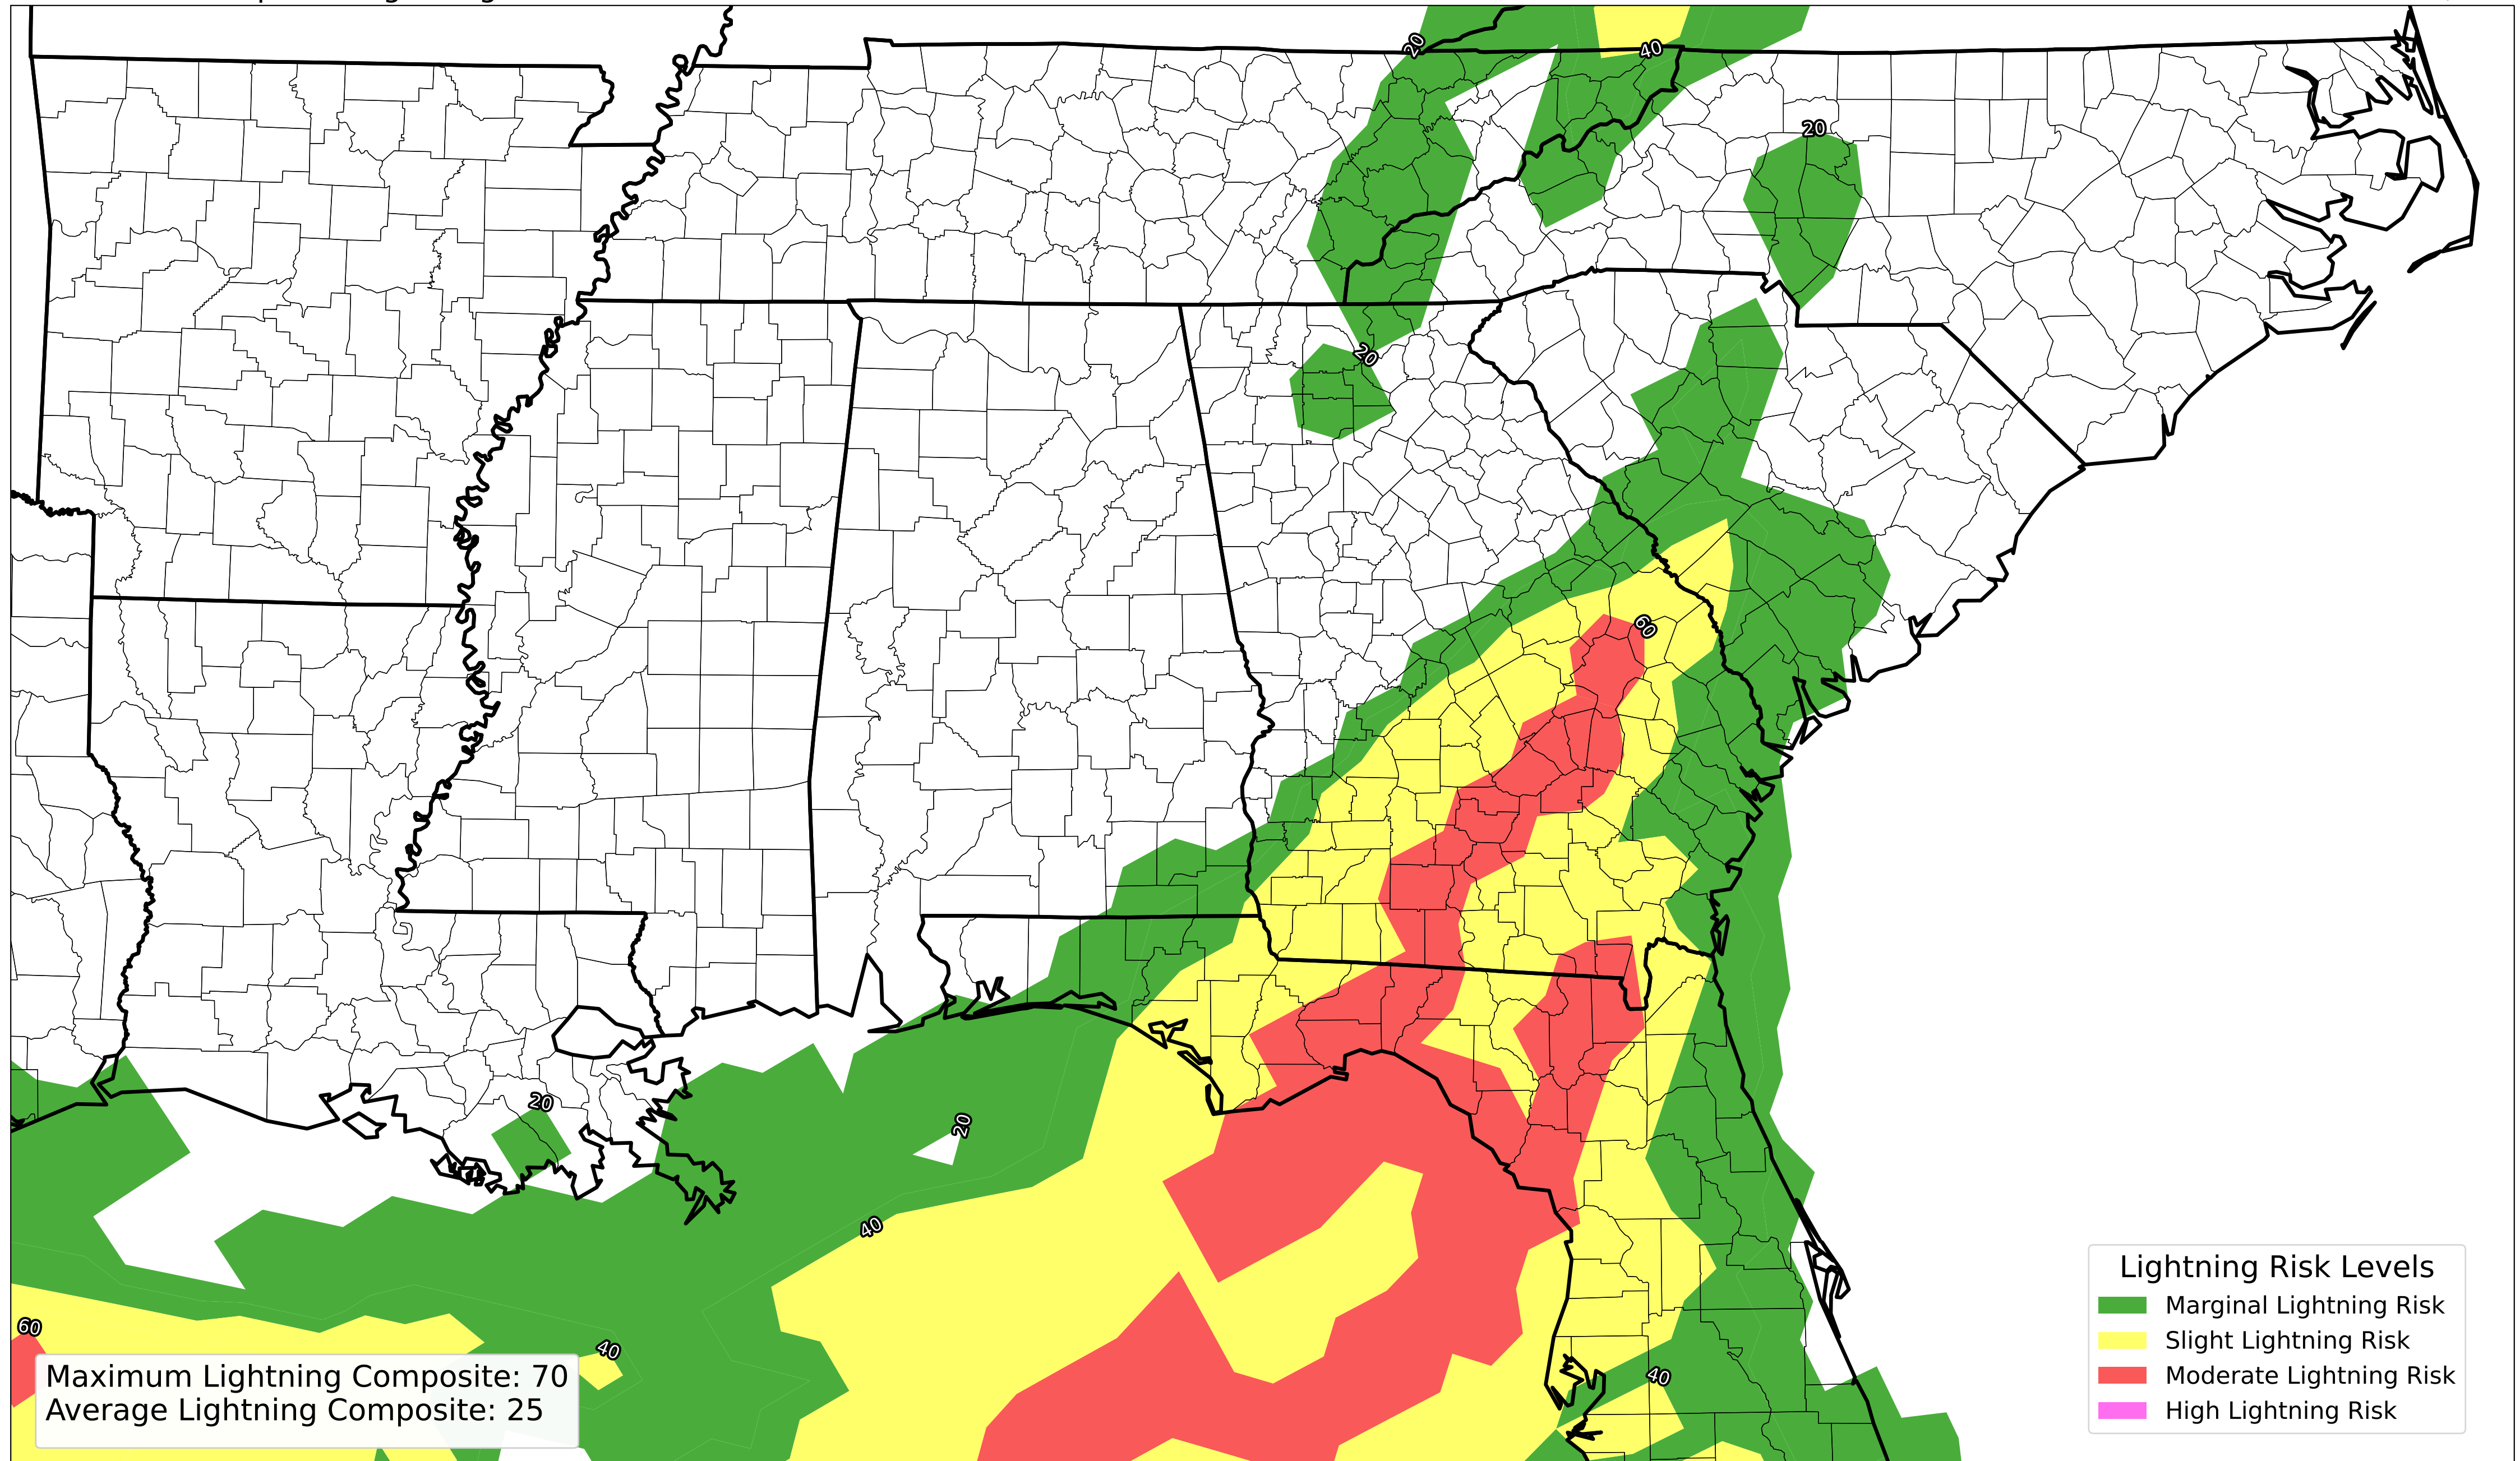 20
40
20
20
60
20
20
40
60
40
40
Maximum Lightning Composite: 70
Average Lightning Composite: 25
Lightning Risk Levels
Marginal Lightning Risk
Slight Lightning Risk
Moderate Lightning Risk
High Lightning Risk